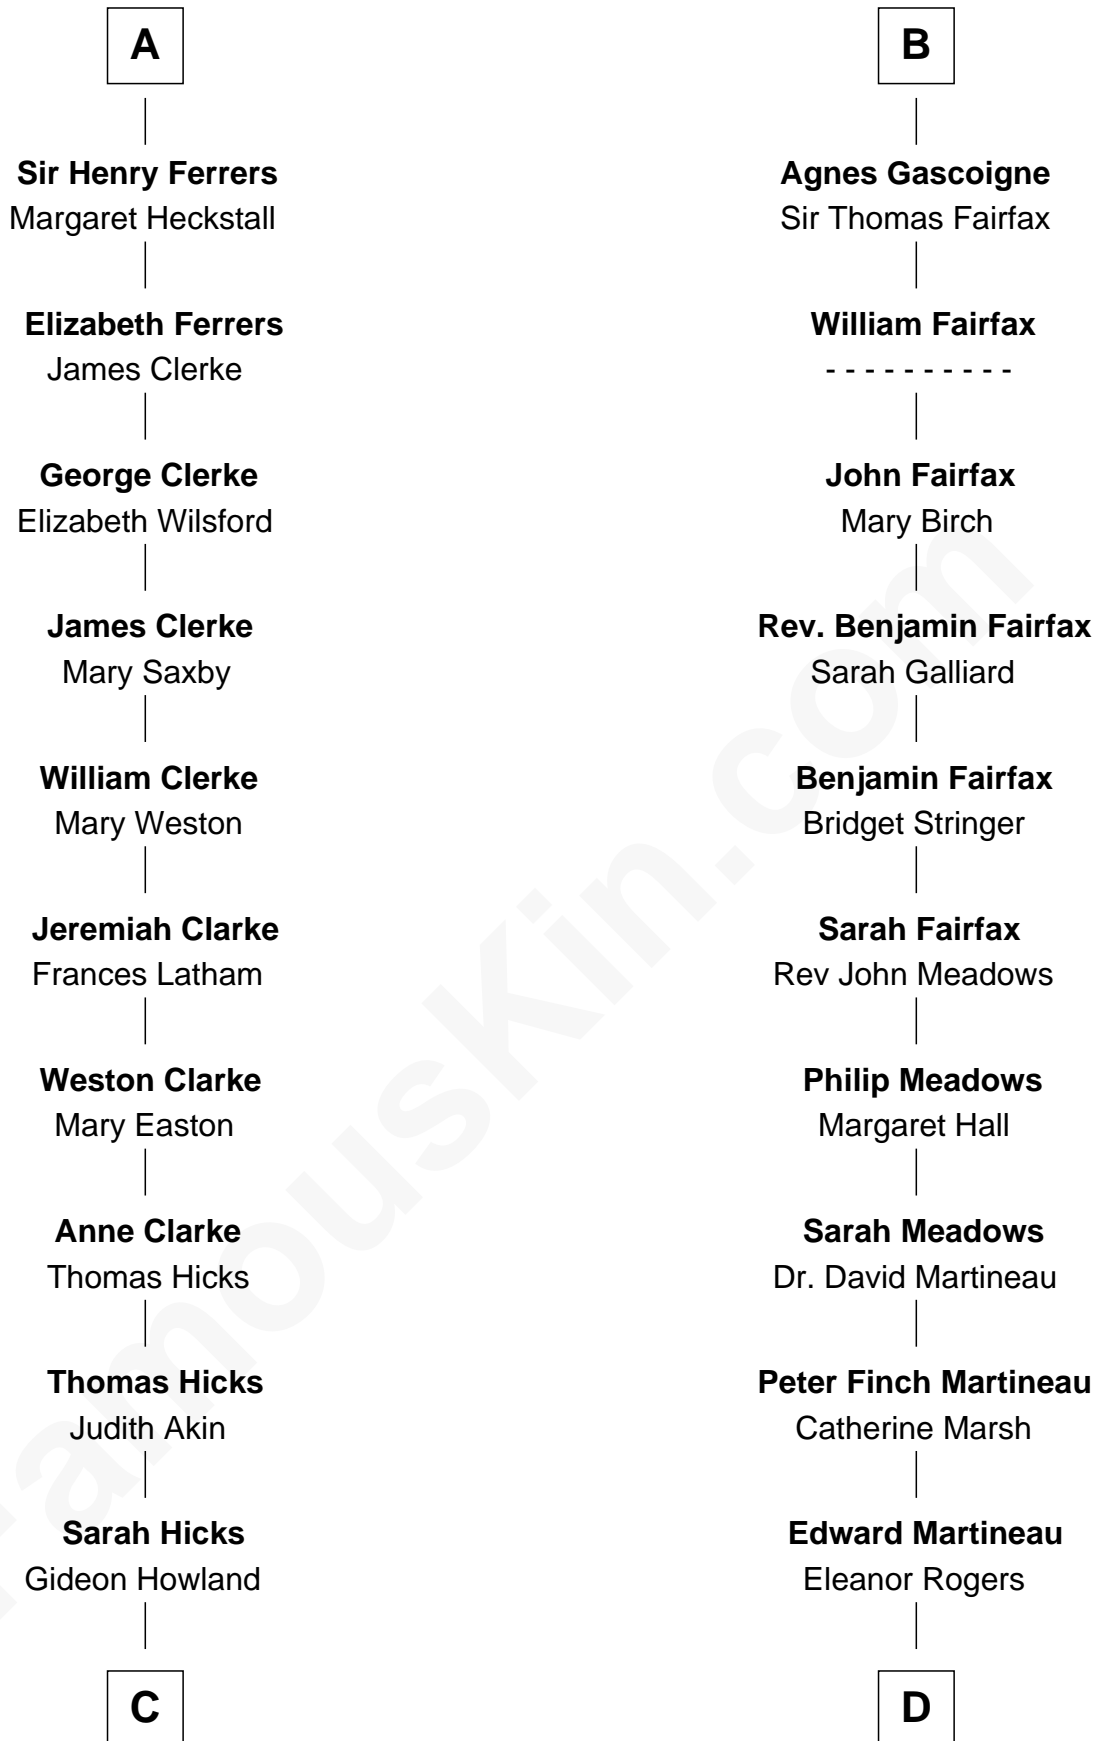 A
Sir Henry Ferrers
Margaret Heckstall
Elizabeth Ferrers
James Clerke
George Clerke
Elizabeth Wilsford
James Clerke
Mary Saxby
William Clerke
Mary Weston
Jeremiah Clarke
Frances Latham
Weston Clarke
Mary Easton
Anne Clarke
Thomas Hicks
Thomas Hicks
Judith Akin
Sarah Hicks
Gideon Howland
C
B
Agnes Gascoigne
Sir Thomas Fairfax
William Fairfax
- - - - - - - - - -
John Fairfax
Mary Birch
Rev. Benjamin Fairfax
Sarah Galliard
Benjamin Fairfax
Bridget Stringer
Sarah Fairfax
Rev John Meadows
Philip Meadows
Margaret Hall
Sarah Meadows
Dr. David Martineau
Peter Finch Martineau
Catherine Marsh
Edward Martineau
Eleanor Rogers
D
FamousKin.com